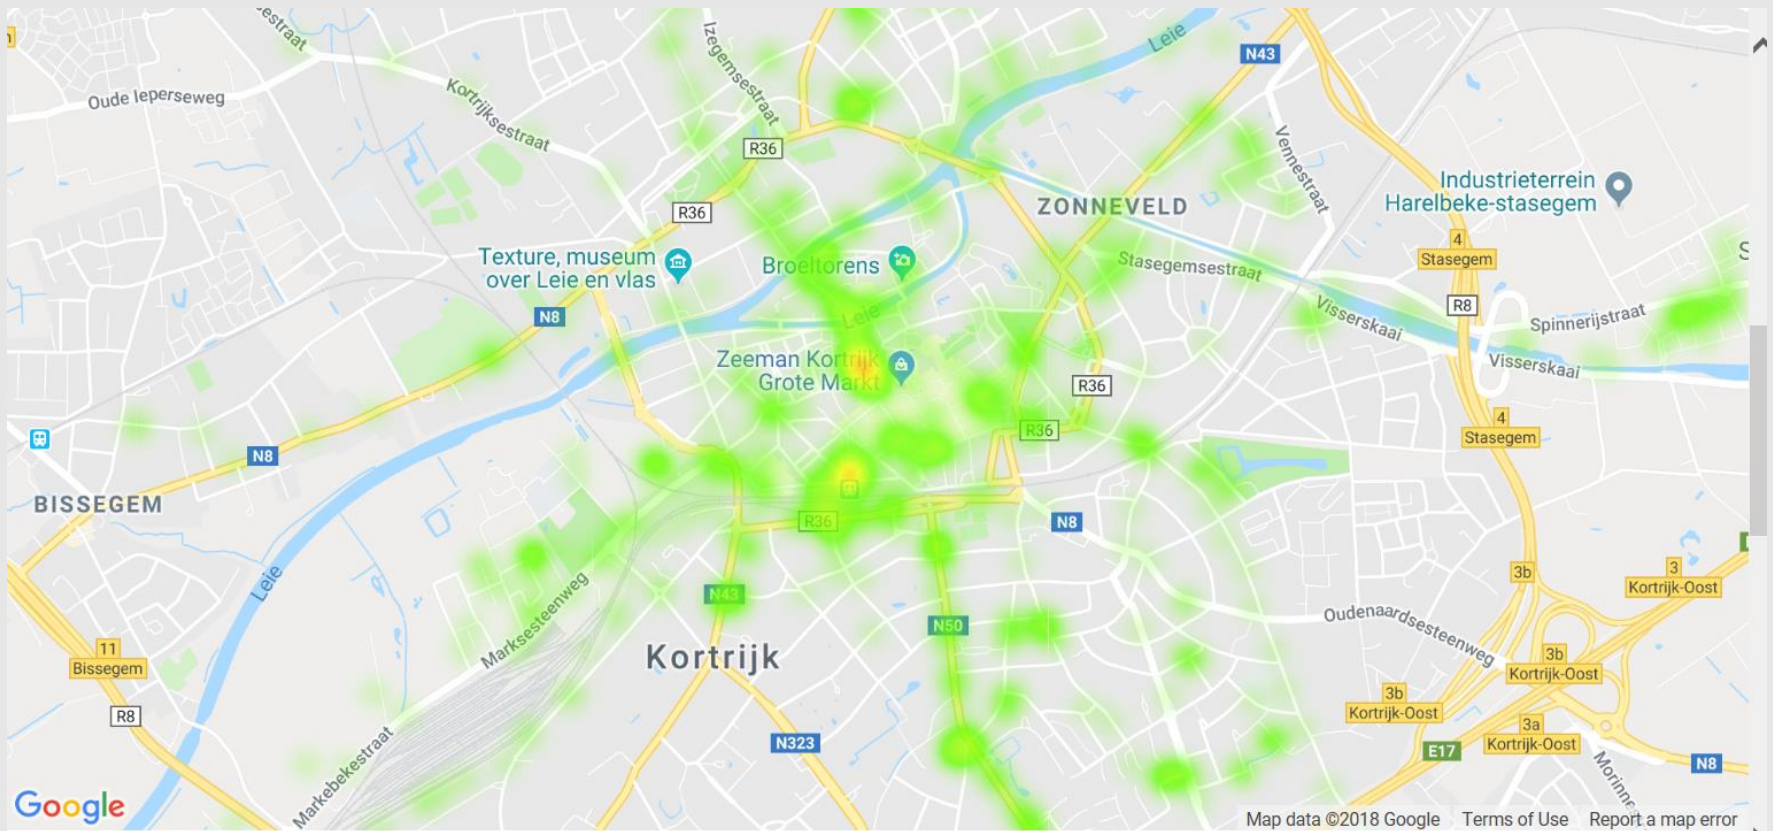 Izegemsestraat
Leie
N43
Oude Ieperseweg
Kortrijksestraat
R36
Vennestraat
Industrieterrein
Harelbeke-stasegem
R36
ZONNEVELD
4
Stasegem
Texture, museum
over Leie en vlas
Broeltorens
Stasegemsestraat
N8
Leie
Visserskaai
R8
Spinnerijstraat
Zeeman Kortrijk
Grote Markt
Visserskaai
R36
R36
4
Stasegem
N8
BISSEGEM
R36
N8
Leie
3b
3
Kortrijk-Oost
N43
Marksesteenweg
N50
Oudenaardsesteenweg
11
Bissegem
Kortrijk
3b
Kortrijk-Oost
R8
3b
Kortrijk-Oost
3a
Kortrijk-Oost
N323
E17
N8
Markebekestraat
Google
Map data ©2018 Google
Terms of Use
Report a map error